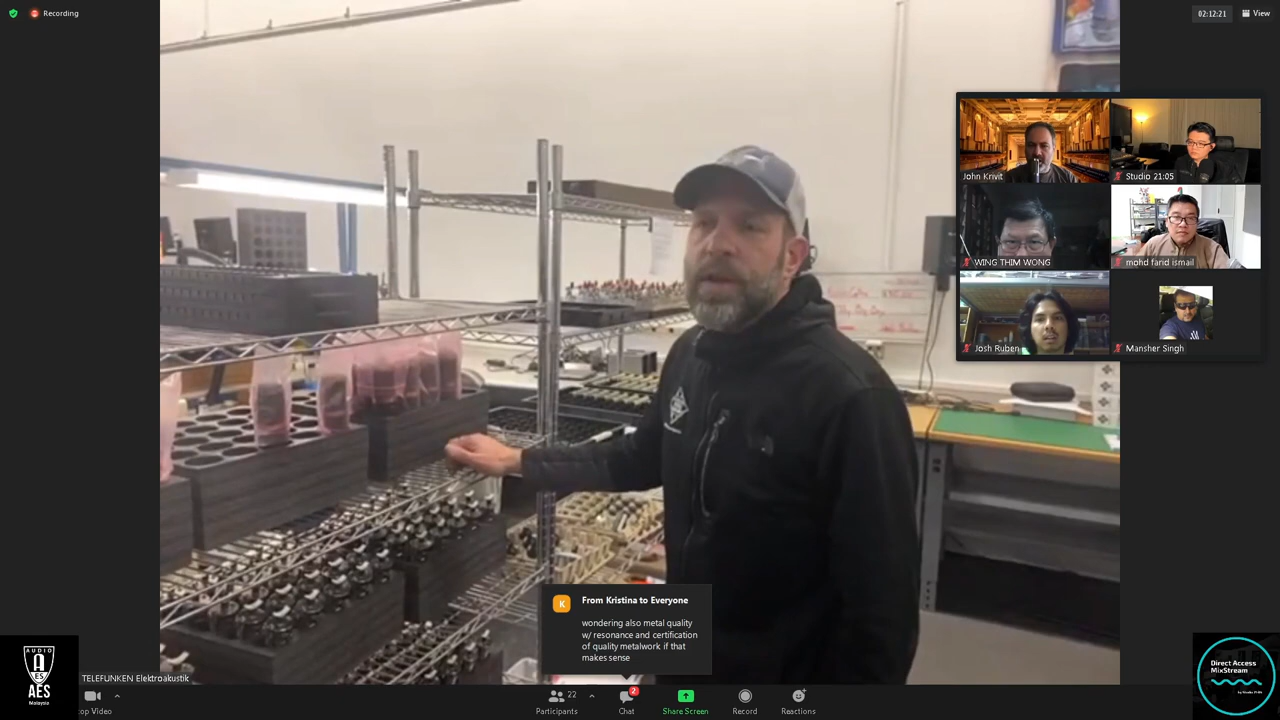 Recording
02:12:21
View
John Krivit
Studio 21:05
WING THIM WONG
mohd farid ismail
Josh Ruben
Mansher Singh
K
From Kristina to Everyone
wondering also metal quality
w/ resonance and certification
of quality metalwork if that
makes sense
AUDIO
AES
Malaysia
TELEFUNKEN Elektroakustik
Direct Access
MixStream
op Video
Participants
22
Chat
2
Share Screen
Record
Reactions